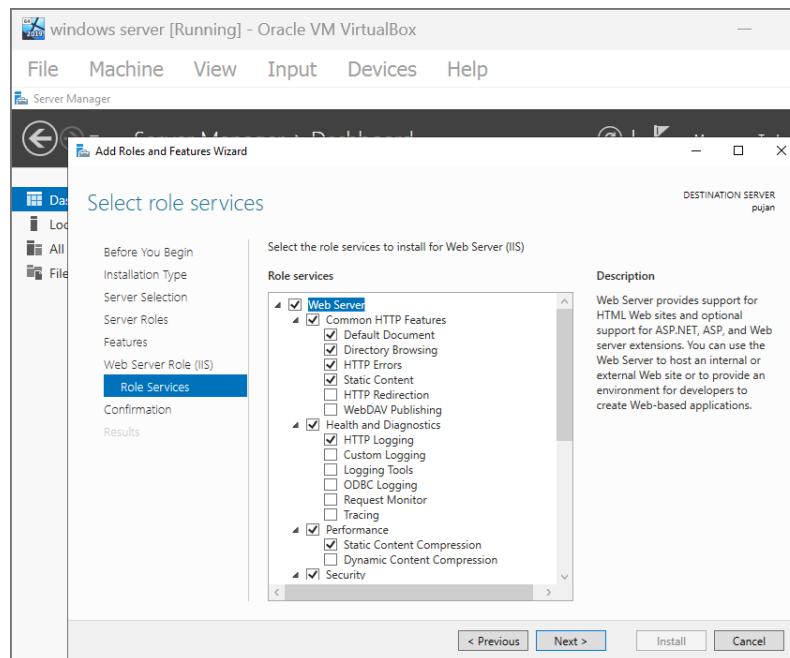 windows server [Running] - Oracle VM VirtualBox
File Machine View Input Devices Help
Server Manager
Add Roles and Features Wizard
Select role services
DESTINATION SERVER
pujan
Before You Begin
Installation Type
Server Selection
Server Roles
Features
Web Server Role (IIS)
Role Services
Confirmation
Results
Select the role services to install for Web Server (IIS)
Role services
Web Server
Common HTTP Features
Default Document
Directory Browsing
HTTP Errors
Static Content
HTTP Redirection
WebDAV Publishing
Health and Diagnostics
HTTP Logging
Custom Logging
Logging Tools
ODBC Logging
Request Monitor
Tracing
Performance
Static Content Compression
Dynamic Content Compression
Security
Description
Web Server provides support for
HTML Web sites and optional
support for ASP.NET, ASP, and Web
server extensions. You can use the
Web Server to host an internal or
external Web site or to provide an
environment for developers to
create Web-based applications.
< Previous
Next >
Install
Cancel